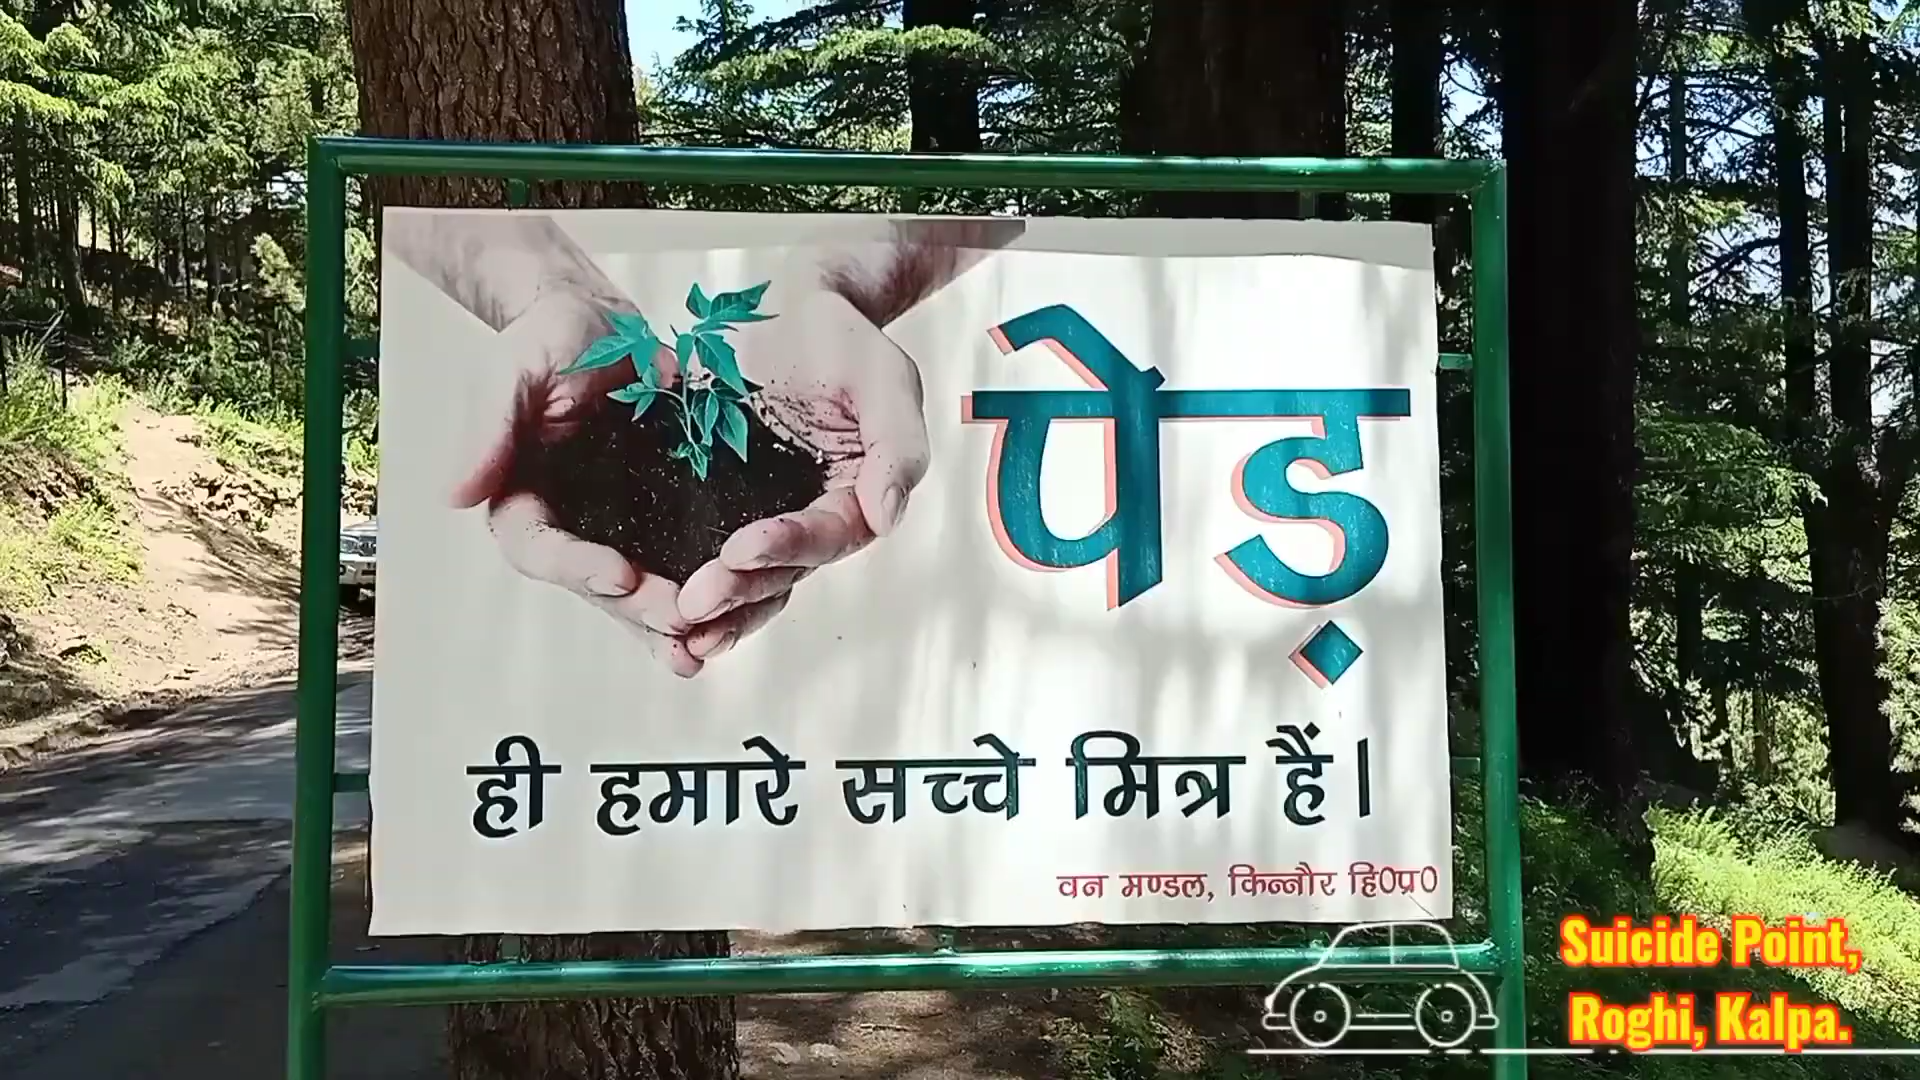 पेड़
ही हमारे सच्चे मित्र हैं।
वन मण्डल, किन्नौर हि0प्र0
Suicide Point,
Roghi, Kalpa.